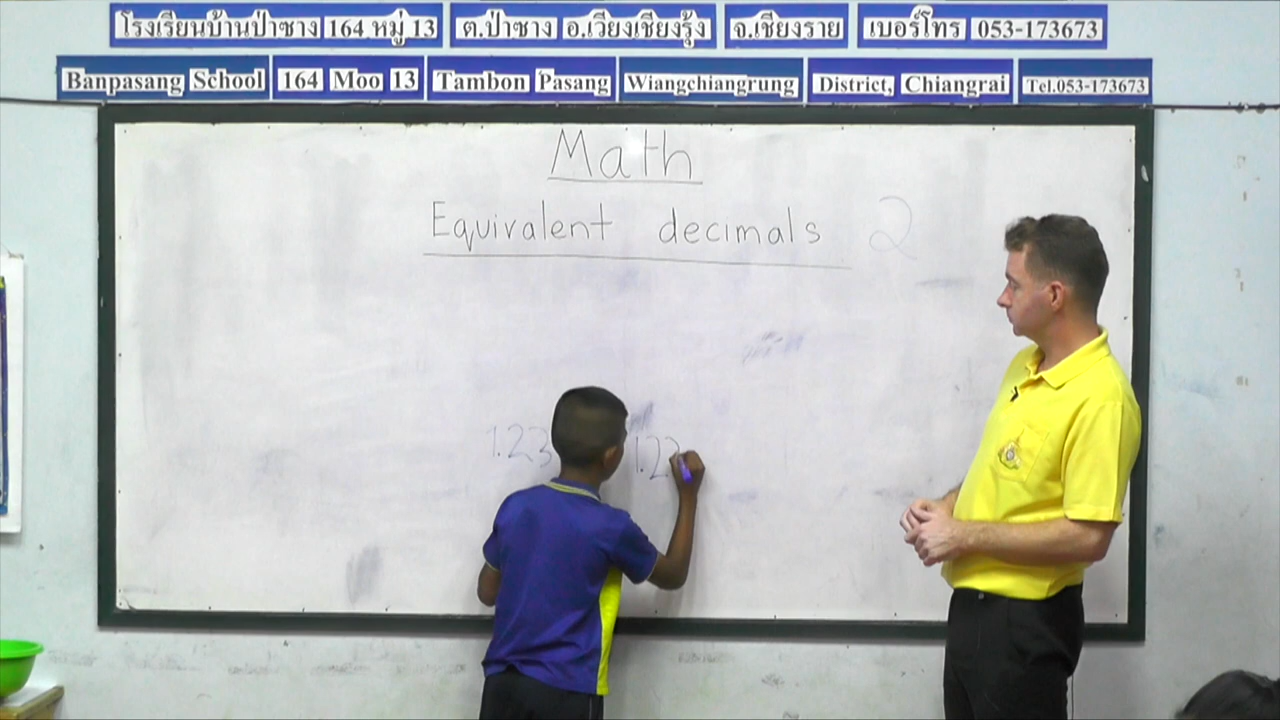 โรงเรียนบ้านป่าซาง 164 หมู่ 13 ต.ป่าซาง อ.เวียงเชียงรุ้ง จ.เชียงราย เบอร์โทร 053-173673
Banpasang School 164 Moo 13 Tambon Pasang Wiangchiangrung District, Chiangrai Tel.053-173673
Math
Equivalent decimals 2
1.23 1.23